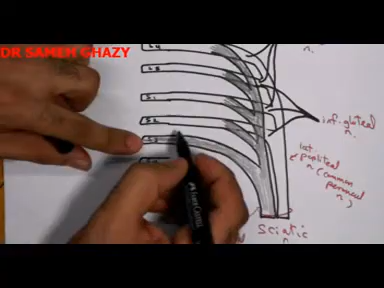 DR SAMEH GHAZY
L4
L5
n.
S1
inf. gluteal
n.
S2
S3
lat.
popliteal
n (common
peroneal
n)
Sciatic
n